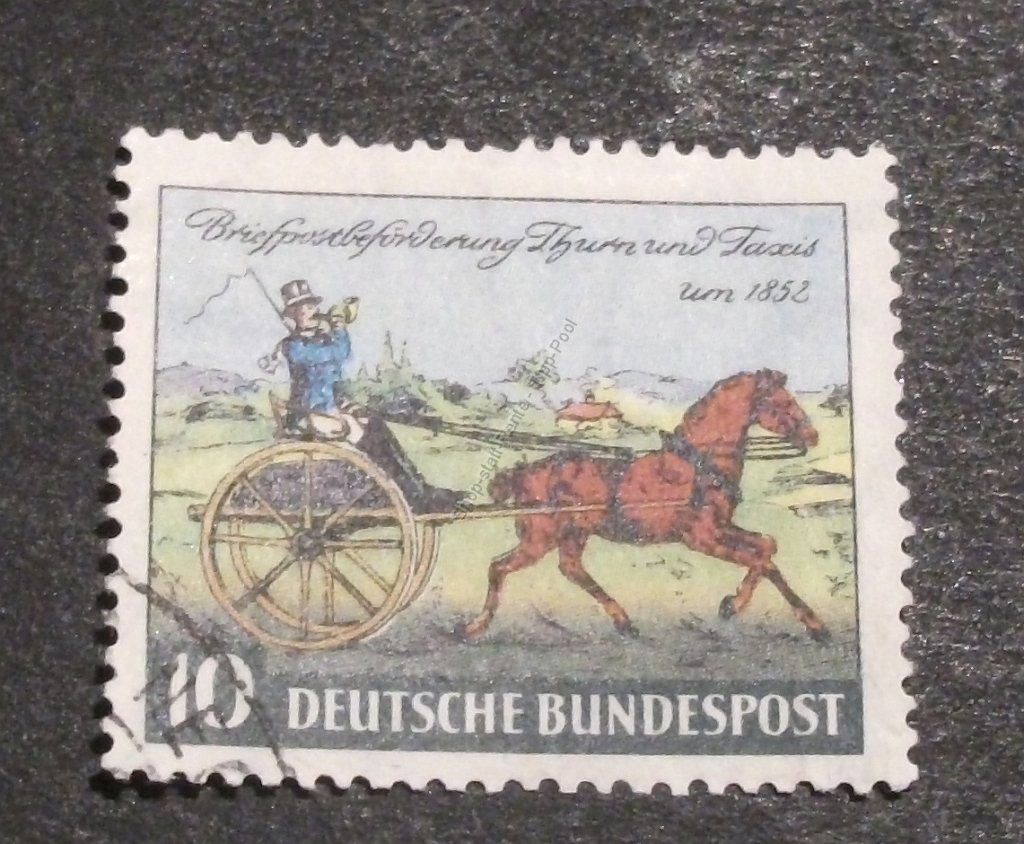 Briefpostbeförderung Thurn und Taxis
um 1852
10 DEUTSCHE BUNDESPOST